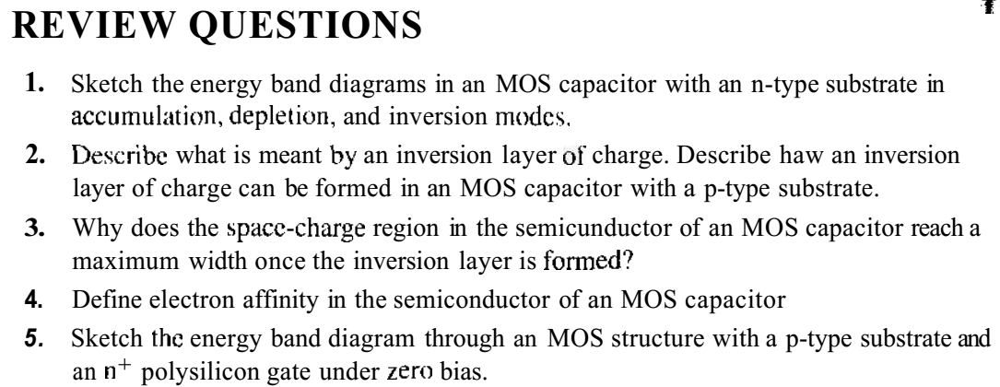 REVIEW QUESTIONS
1. Sketch the energy band diagrams in an MOS capacitor with an n-type substrate in
accumulation, depletion, and inversion modes.
2. Describe what is meant by an inversion layer of charge. Describe haw an inversion
layer of charge can be formed in an MOS capacitor with a p-type substrate.
3. Why does the space-charge region in the semicunductor of an MOS capacitor reach a
maximum width once the inversion layer is formed?
4. Define electron affinity in the semiconductor of an MOS capacitor
5. Sketch the energy band diagram through an MOS structure with a p-type substrate and
an n⁺ polysilicon gate under zero bias.